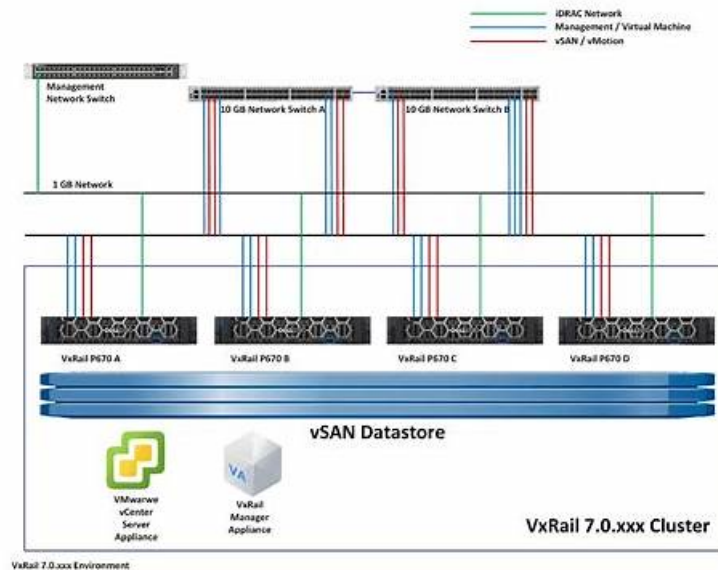 iDRAC Network
Management / Virtual Machine
vSAN / vMotion
Management
Network Switch
10 GB Network Switch A
10 GB Network Switch B
1 GB Network
VxRail P670 A
VxRail P670 B
VxRail P670 C
VxRail P670 D
vSAN Datastore
VMwarwe
vCenter
Server
Appliance
VA
VxRail
Manager
Appliance
VxRail 7.0.xxx Cluster
VxRail 7.0.xxx Environment